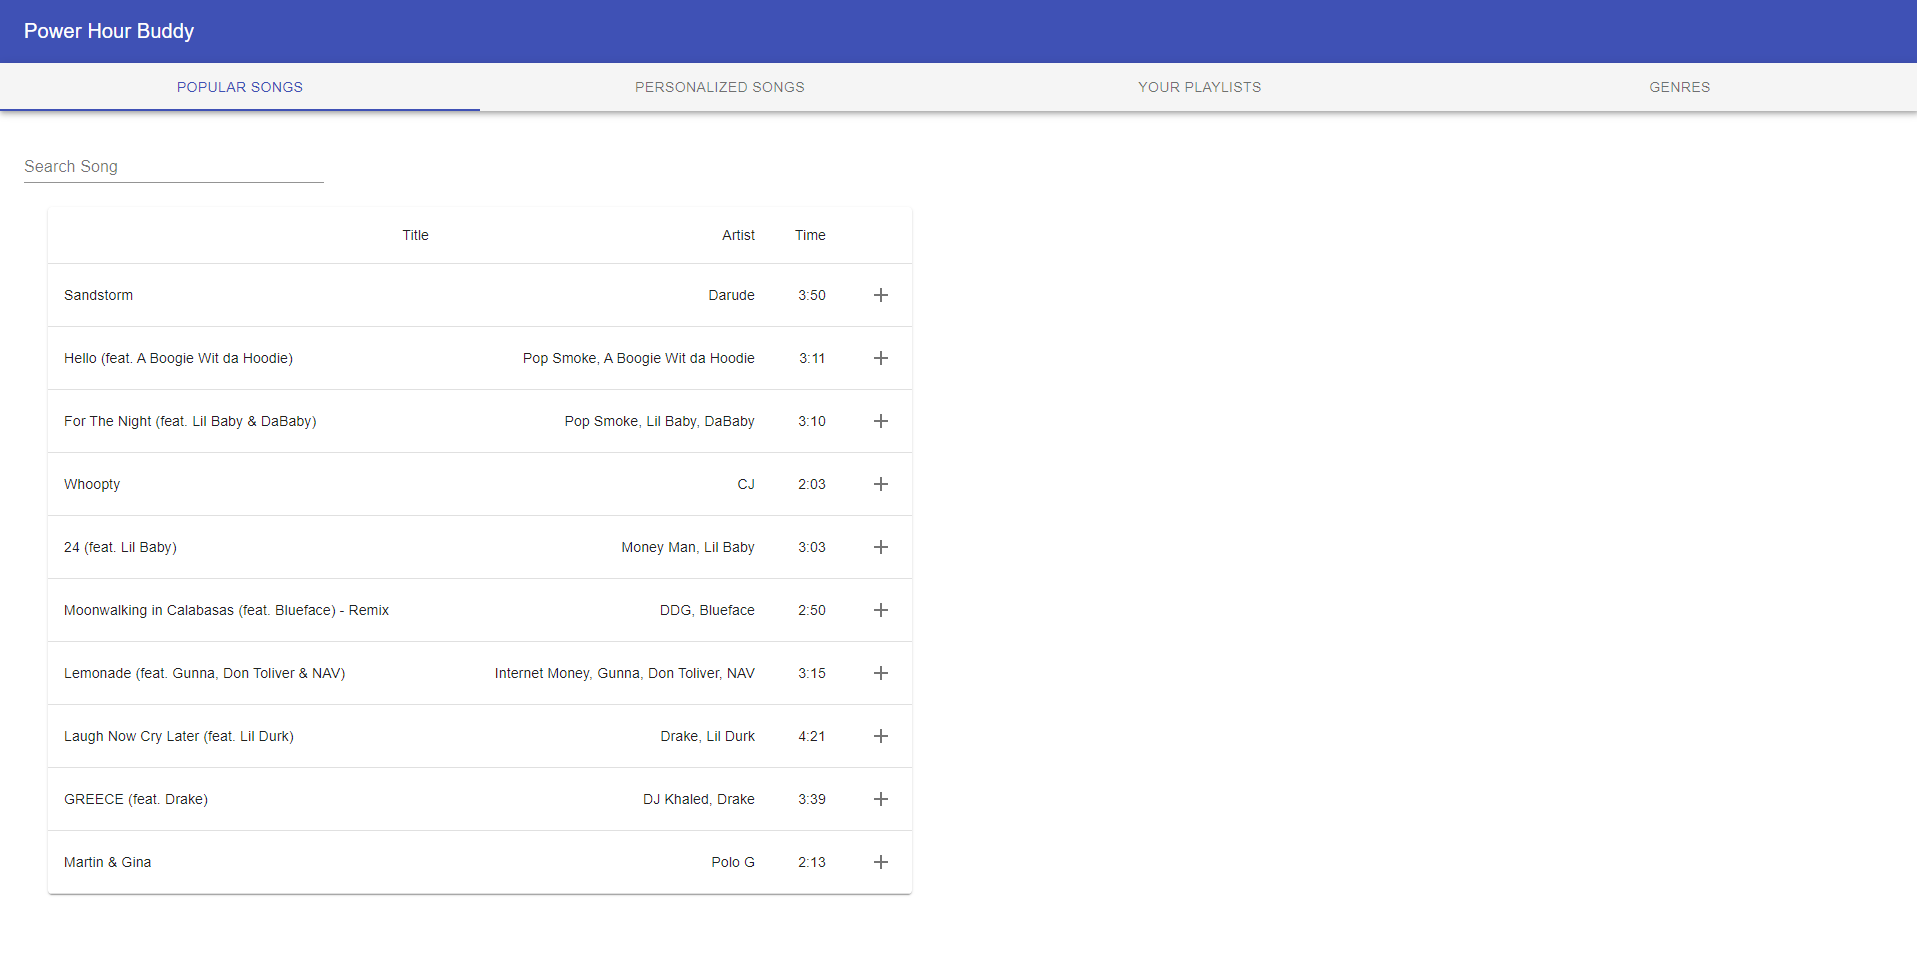 Power Hour Buddy
POPULAR SONGS PERSONALIZED SONGS YOUR PLAYLISTS GENRES
Search Song
Title Artist Time
Sandstorm Darude 3:50 +
Hello (feat. A Boogie Wit da Hoodie) Pop Smoke, A Boogie Wit da Hoodie 3:11 +
For The Night (feat. Lil Baby & DaBaby) Pop Smoke, Lil Baby, DaBaby 3:10 +
Whoopty CJ 2:03 +
24 (feat. Lil Baby) Money Man, Lil Baby 3:03 +
Moonwalking in Calabasas (feat. Blueface) - Remix DDG, Blueface 2:50 +
Lemonade (feat. Gunna, Don Toliver & NAV) Internet Money, Gunna, Don Toliver, NAV 3:15 +
Laugh Now Cry Later (feat. Lil Durk) Drake, Lil Durk 4:21 +
GREECE (feat. Drake) DJ Khaled, Drake 3:39 +
Martin & Gina Polo G 2:13 +